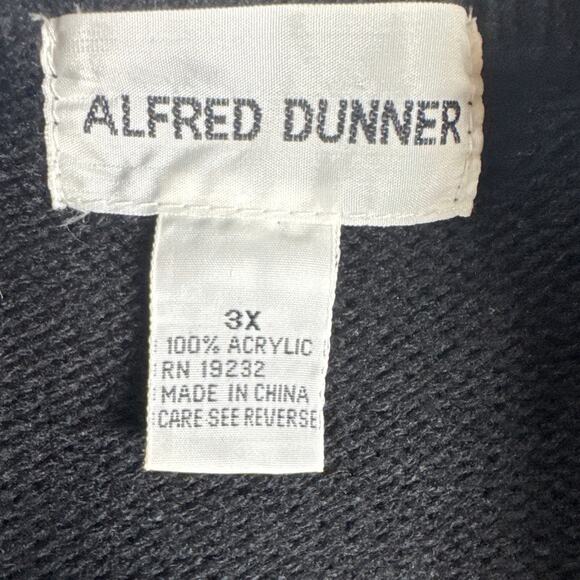 ALFRED DUNNER
3X
100% ACRYLIC
RN 19232
MADE IN CHINA
CARE SEE REVERSE